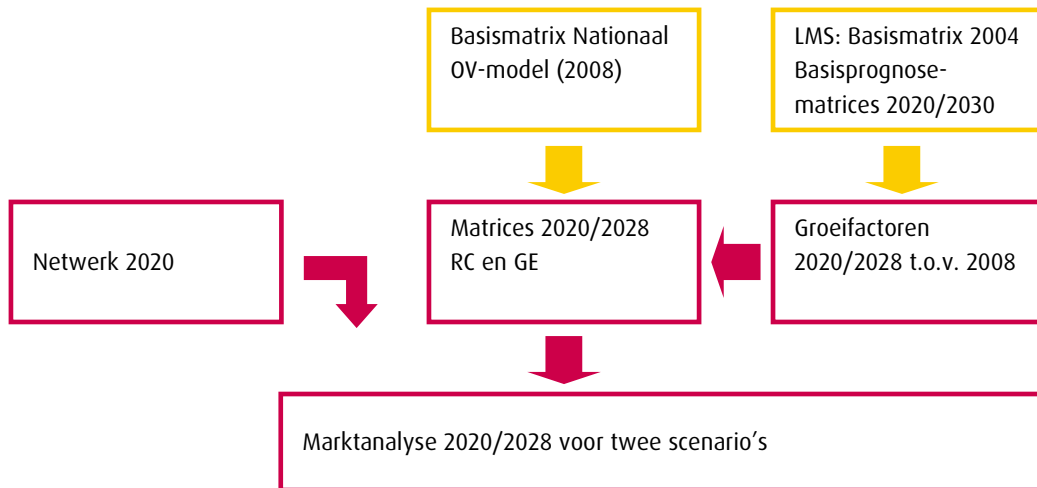 Basismatrix Nationaal
OV-model (2008)
LMS: Basismatrix 2004
Basisprognose-
matrices 2020/2030
Netwerk 2020
Matrices 2020/2028
RC en GE
Groeifactoren
2020/2028 t.o.v. 2008
Marktanalyse 2020/2028 voor twee scenario’s